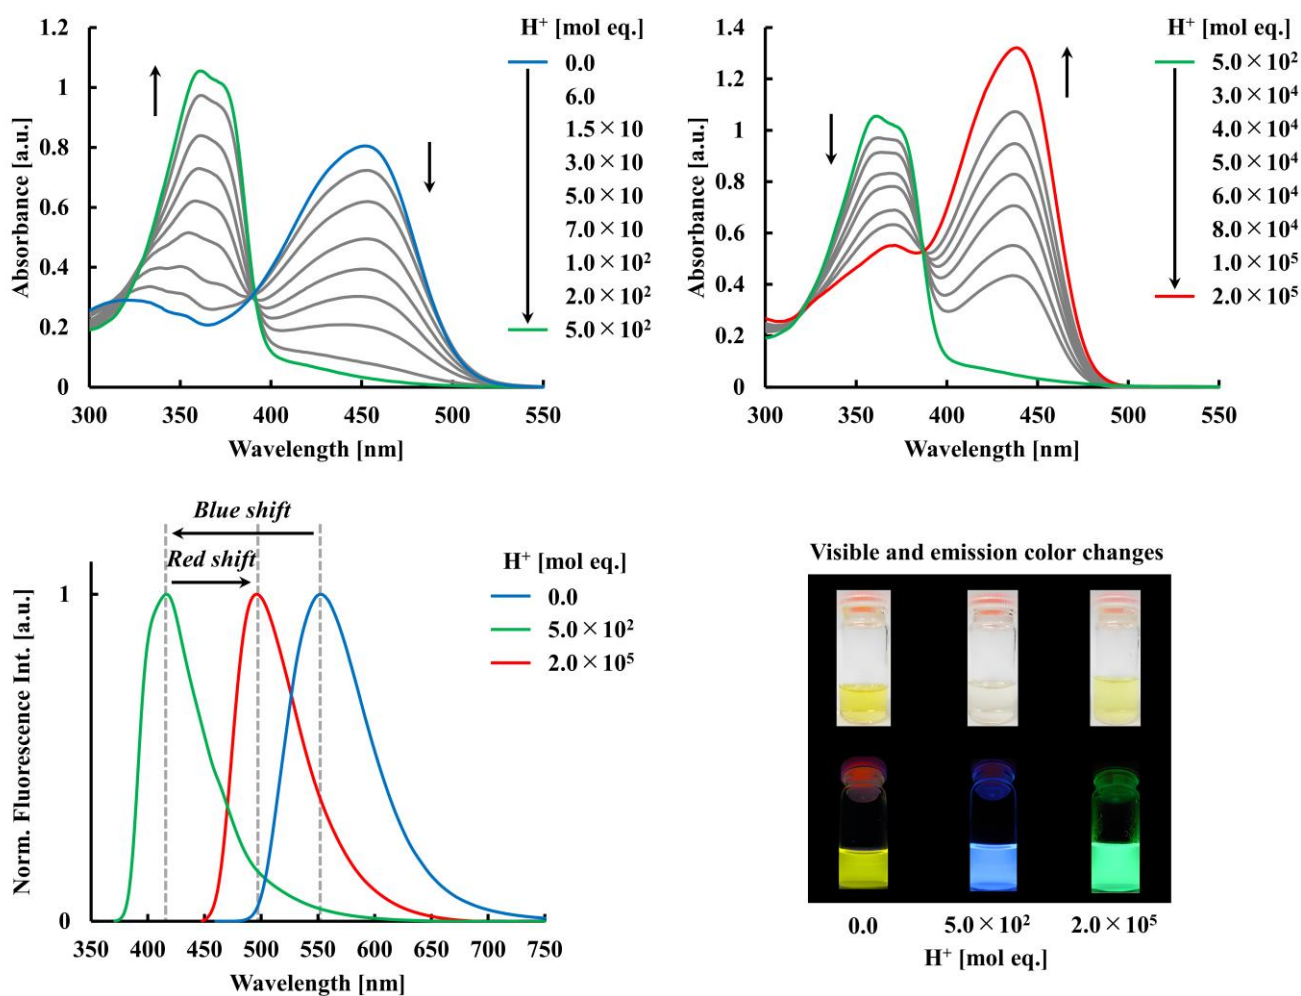 H⁺ [mol eq.]
0.0
6.0
1.5×10
3.0×10
5.0×10
7.0×10
1.0×10²
2.0×10²
5.0×10²
Absorbance [a.u.]
1.2
1
0.8
0.6
0.4
0.2
0
300 350 400 450 500 550
Wavelength [nm]
H⁺ [mol eq.]
5.0×10²
3.0×10⁴
4.0×10⁴
5.0×10⁴
6.0×10⁴
8.0×10⁴
1.0×10⁵
2.0×10⁵
Absorbance [a.u.]
1.4
1.2
1
0.8
0.6
0.4
0.2
0
300 350 400 450 500 550
Wavelength [nm]
Blue shift
Red shift
H⁺ [mol eq.]
0.0
5.0×10²
2.0×10⁵
Norm. Fluorescence Int. [a.u.]
1
0
350 400 450 500 550 600 650 700 750
Wavelength [nm]
Visible and emission color changes
0.0 5.0×10² 2.0×10⁵
H⁺ [mol eq.]